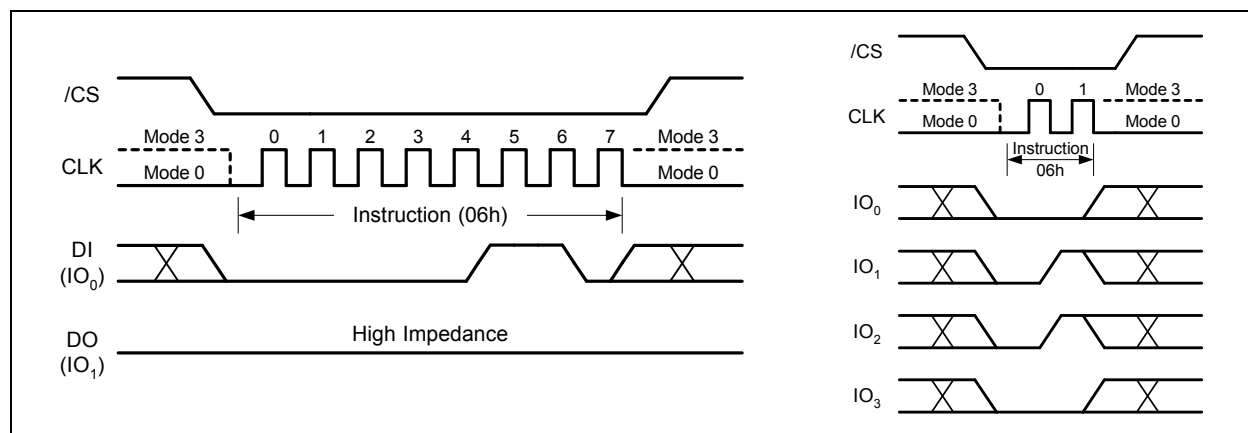 /CS
Mode 3
0 1 2 3 4 5 6 7
Mode 3
CLK
Mode 0
Mode 0
Instruction (06h)
DI
(IO₀)
High Impedance
DO
(IO₁)
/CS
Mode 3
0 1
Mode 3
CLK
Mode 0
Mode 0
Instruction
06h
IO₀
IO₁
IO₂
IO₃